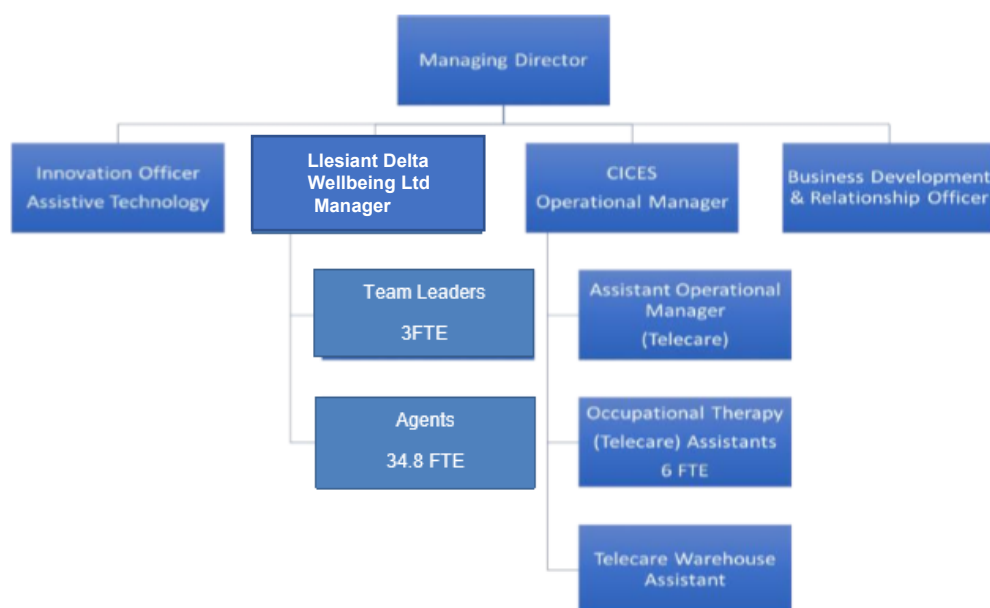 Managing Director
Innovation Officer
Assistive Technology
Llesiant Delta
Wellbeing Ltd
Manager
CICES
Operational Manager
Business Development
& Relationship Officer
Team Leaders
3FTE
Agents
34.8 FTE
Assistant Operational
Manager
(Telecare)
Occupational Therapy
(Telecare) Assistants
6 FTE
Telecare Warehouse
Assistant